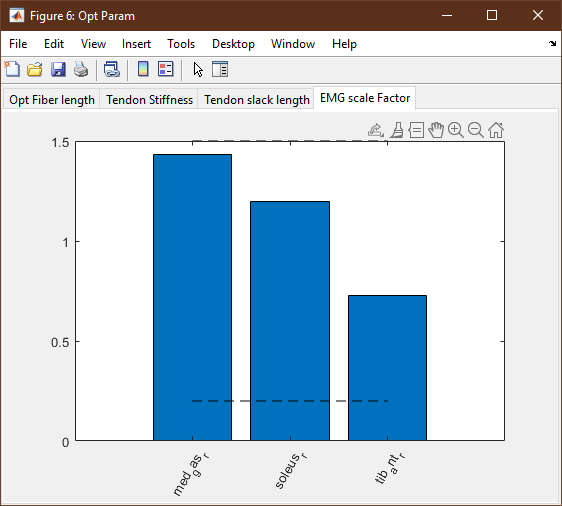 Figure 6: Opt Param
File Edit View Insert Tools Desktop Window Help
Opt Fiber length Tendon Stiffness Tendon slack length EMG scale Factor
1.5
1
0.5
0
med_gas_r soleus_r tib_ant_r